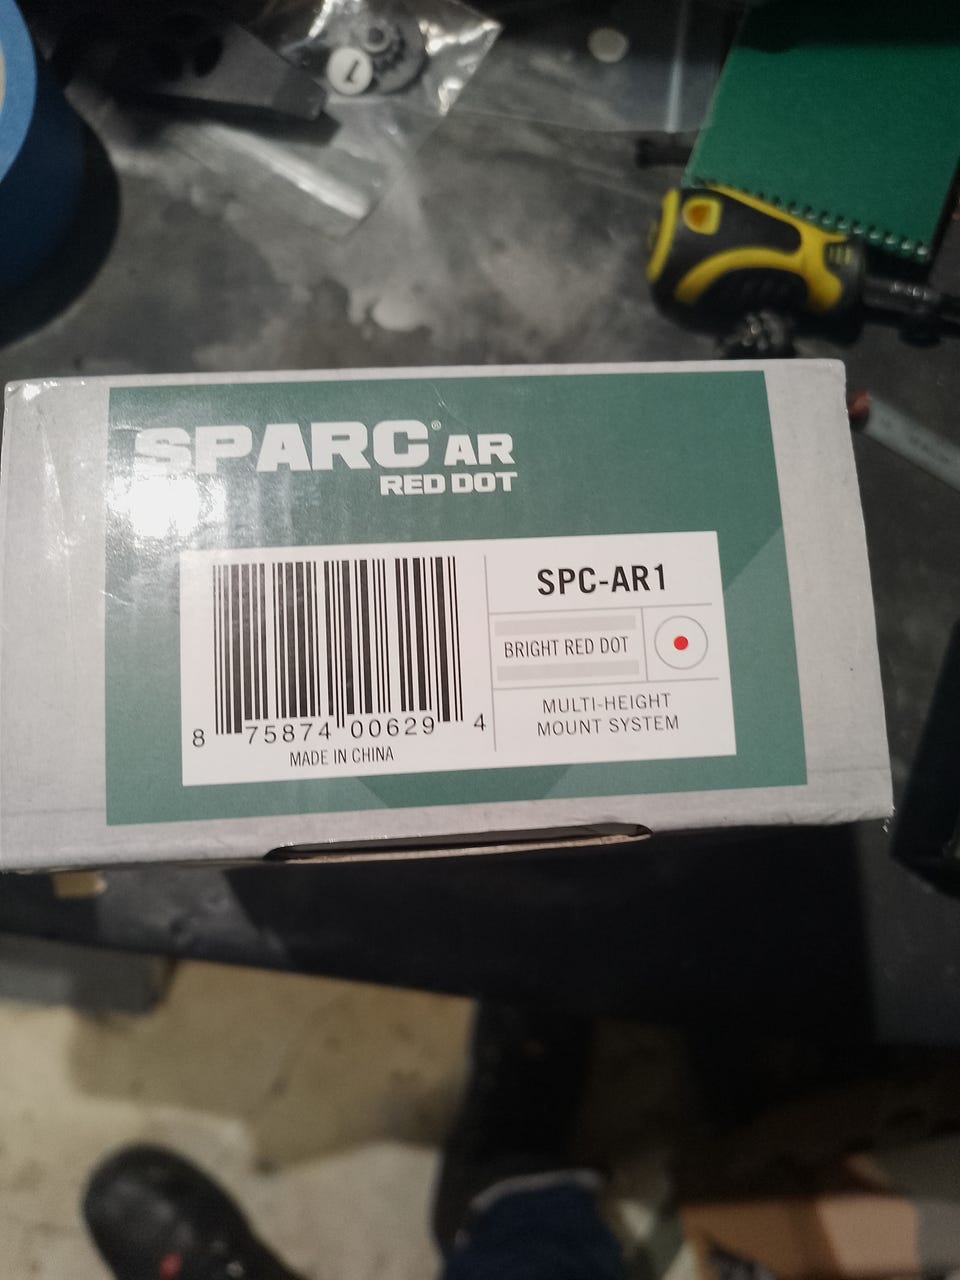 1
SPARC® AR
RED DOT
SPC-AR1
BRIGHT RED DOT
MULTI-HEIGHT
MOUNT SYSTEM
8 75874 00629 4
MADE IN CHINA